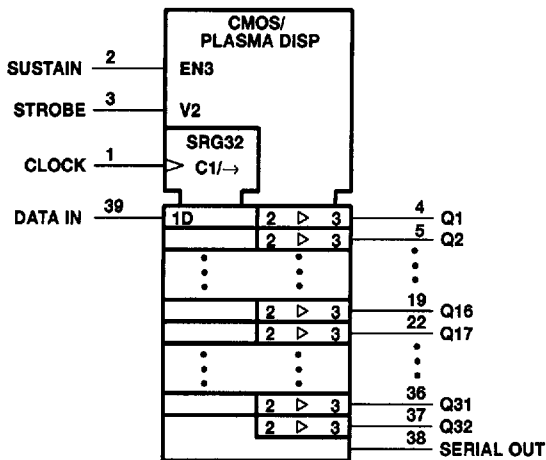 CMOS/
PLASMA DISP
SUSTAIN 2 EN3
STROBE 3 V2
SRG32
CLOCK 1 C1/→
DATA IN 39 1D 2 ▷ 3 4 Q1
2 ▷ 3 5 Q2
2 ▷ 3 19 Q16
2 ▷ 3 22 Q17
2 ▷ 3 36 Q31
2 ▷ 3 37 Q32
38 SERIAL OUT